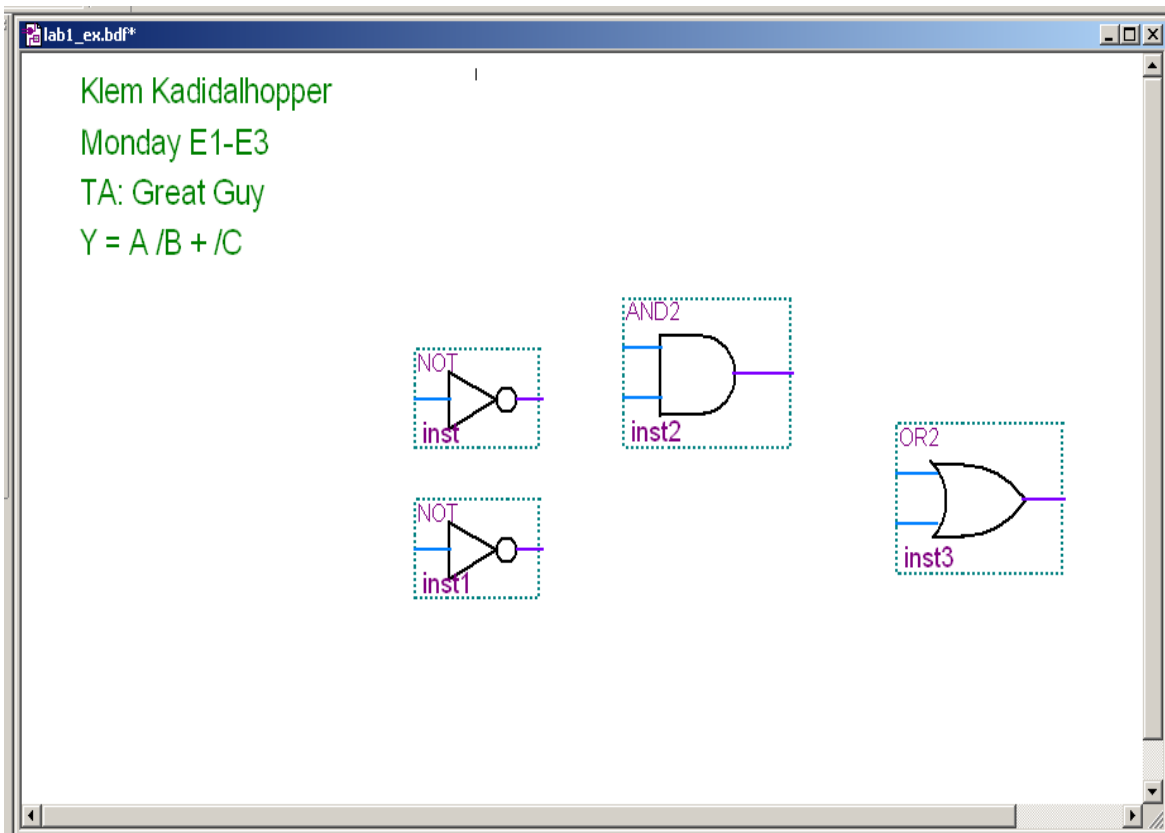 lab1_ex.bdf*
Klem Kadidalhopper
Monday E1-E3
TA: Great Guy
Y = A /B + /C
AND2
inst2
NOT
inst
OR2
inst3
NOT
inst1